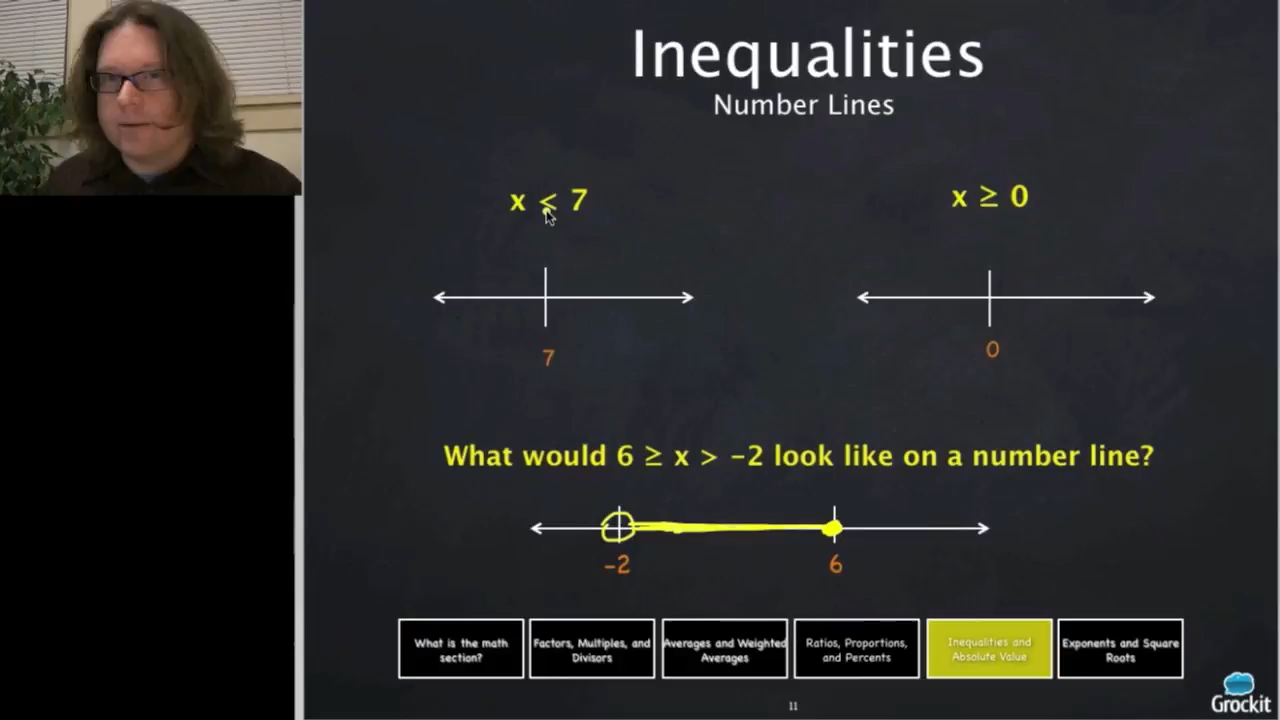 Inequalities
Number Lines
x < 7
x ≥ 0
7
0
What would 6 ≥ x > -2 look like on a number line?
-2
6
What is the math
section?
Factors, Multiples, and
Divisors
Averages and Weighted
Averages
Ratios, Proportions,
and Percents
Inequalities and
Absolute Value
Exponents and Square
Roots
11
Grockit